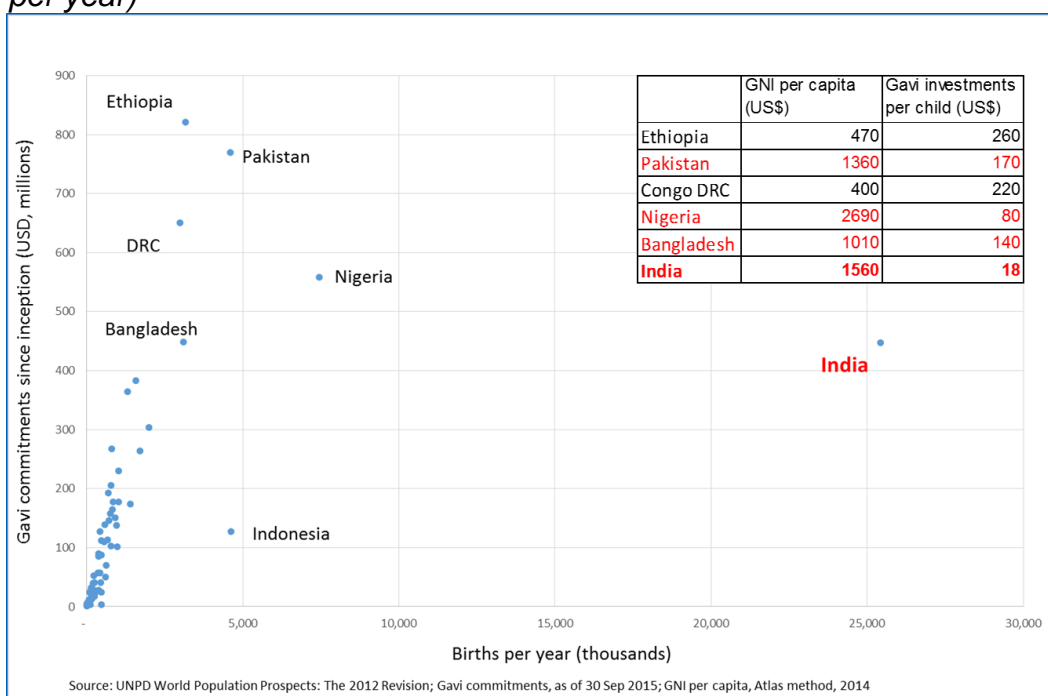 per year)
GNI per capita (US$) Gavi investments per child (US$)
Ethiopia 470 260
Pakistan 1360 170
Congo DRC 400 220
Nigeria 2690 80
Bangladesh 1010 140
India 1560 18
Gavi commitments since inception (USD, millions)
900
800
700
600
500
400
300
200
100
0
Ethiopia
Pakistan
DRC
Nigeria
Bangladesh
India
Indonesia
- 5,000 10,000 15,000 20,000 25,000 30,000
Births per year (thousands)
Source: UNPD World Population Prospects: The 2012 Revision; Gavi commitments, as of 30 Sep 2015; GNI per capita, Atlas method, 2014